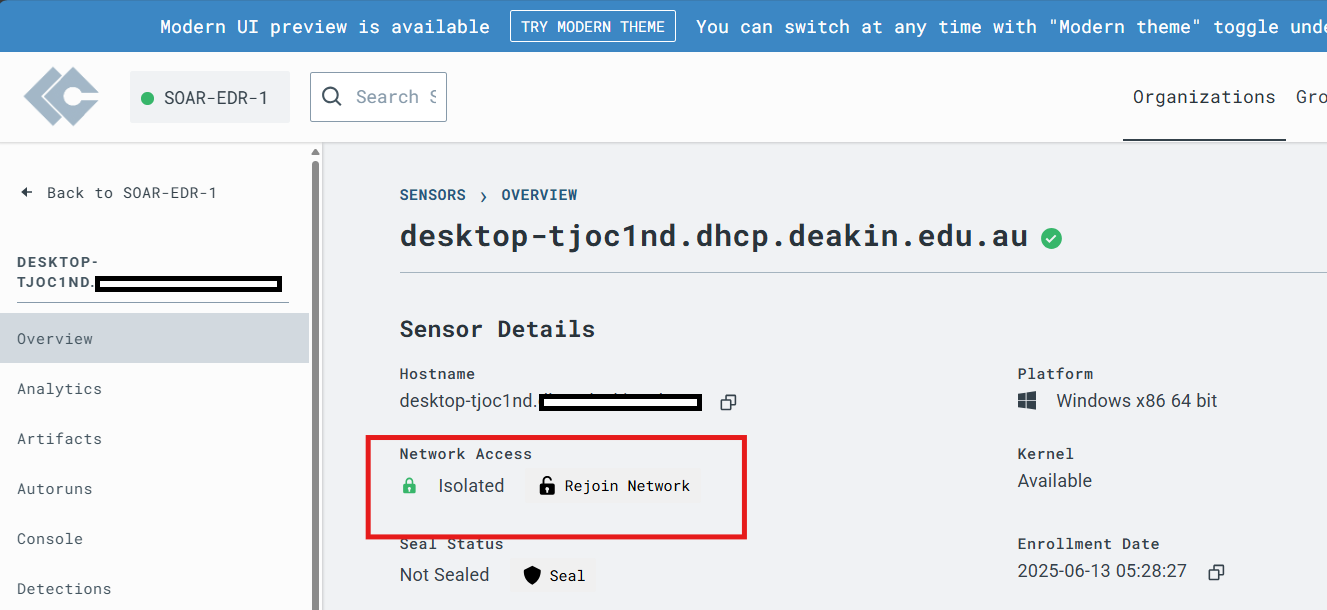 Modern UI preview is available TRY MODERN THEME You can switch at any time with "Modern theme" toggle unde
SOAR-EDR-1 Search S Organizations Gro
Back to SOAR-EDR-1
SENSORS › OVERVIEW
desktop-tjoc1nd.dhcp.deakin.edu.au
DESKTOP-
TJOC1ND.
Overview
Analytics
Artifacts
Autoruns
Console
Detections
Sensor Details
Hostname
desktop-tjoc1nd.
Platform
Windows x86 64 bit
Network Access
Isolated Rejoin Network
Kernel
Available
Seal Status
Not Sealed Seal
Enrollment Date
2025-06-13 05:28:27